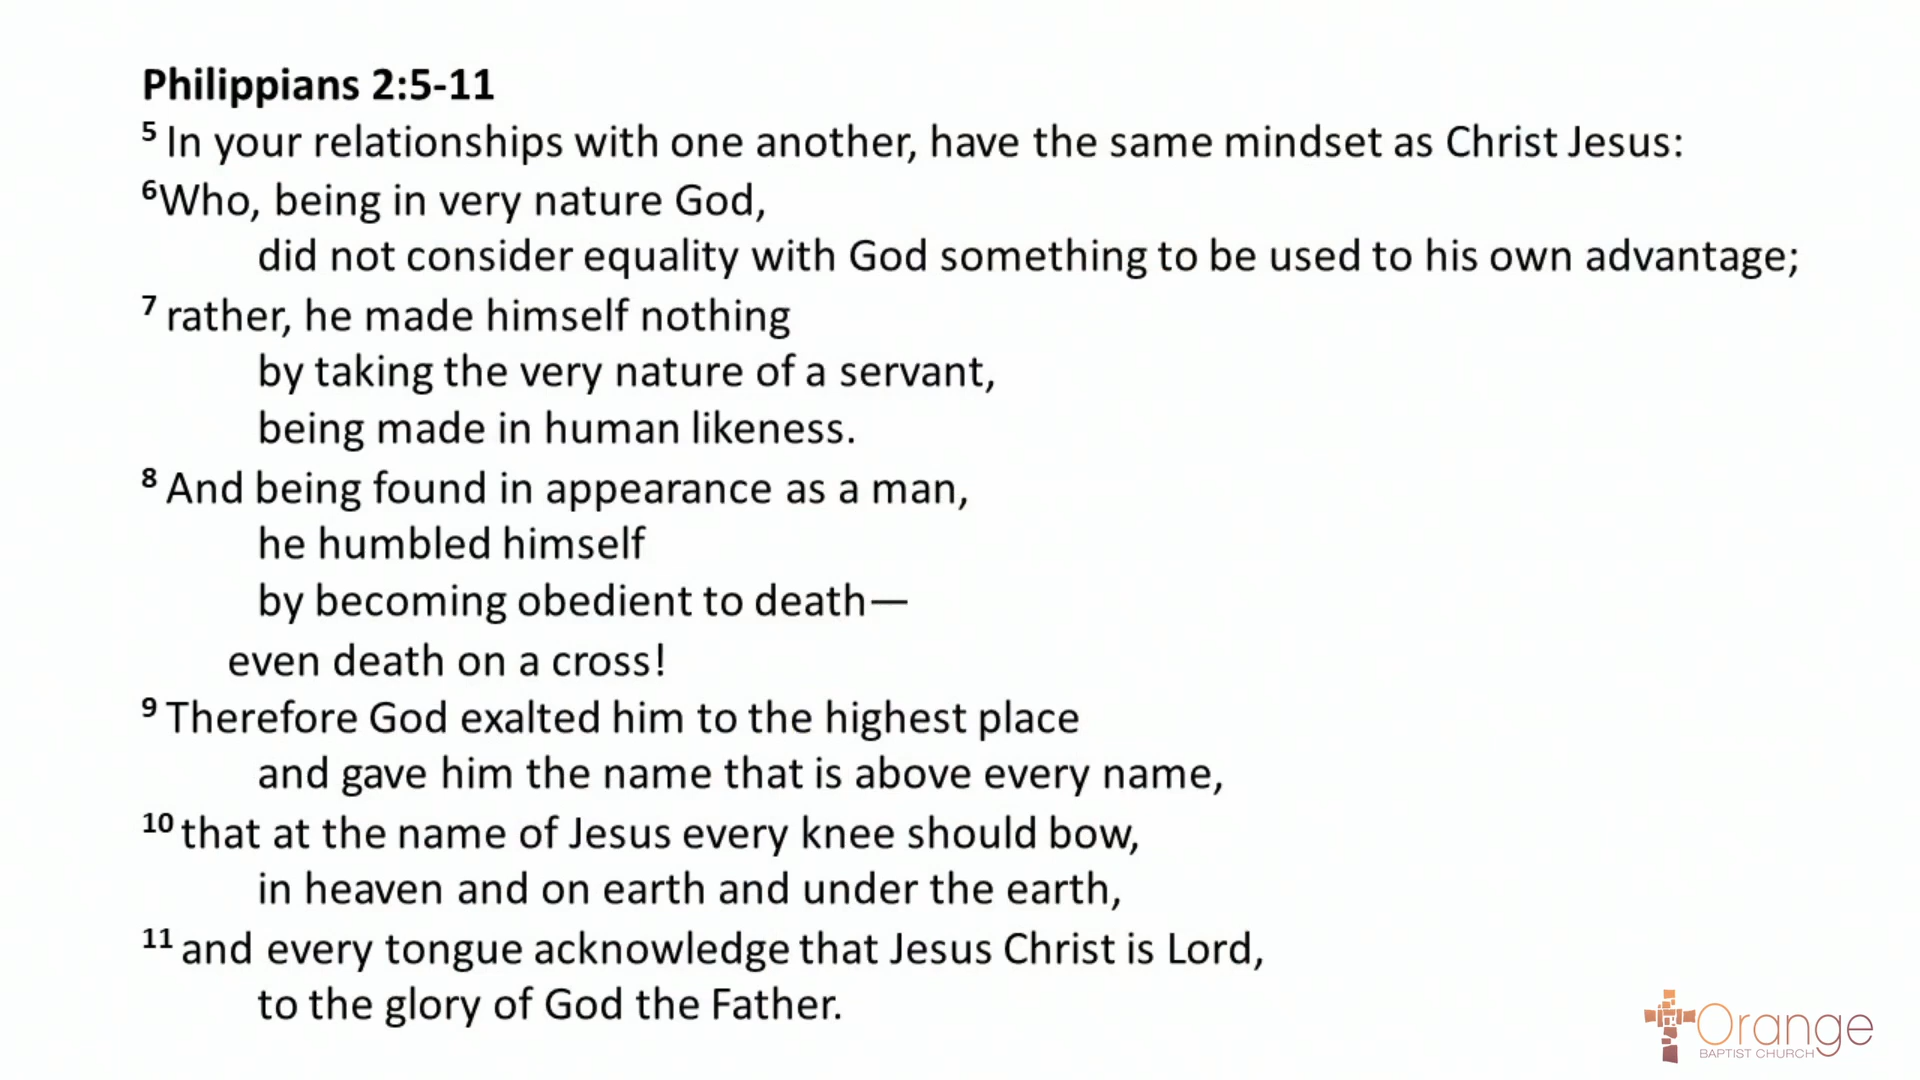 Philippians 2:5-11
5 In your relationships with one another, have the same mindset as Christ Jesus:
6Who, being in very nature God,
did not consider equality with God something to be used to his own advantage;
7 rather, he made himself nothing
by taking the very nature of a servant,
being made in human likeness.
8 And being found in appearance as a man,
he humbled himself
by becoming obedient to death—
even death on a cross!
9 Therefore God exalted him to the highest place
and gave him the name that is above every name,
10 that at the name of Jesus every knee should bow,
in heaven and on earth and under the earth,
11 and every tongue acknowledge that Jesus Christ is Lord,
to the glory of God the Father.
Orange
BAPTIST CHURCH